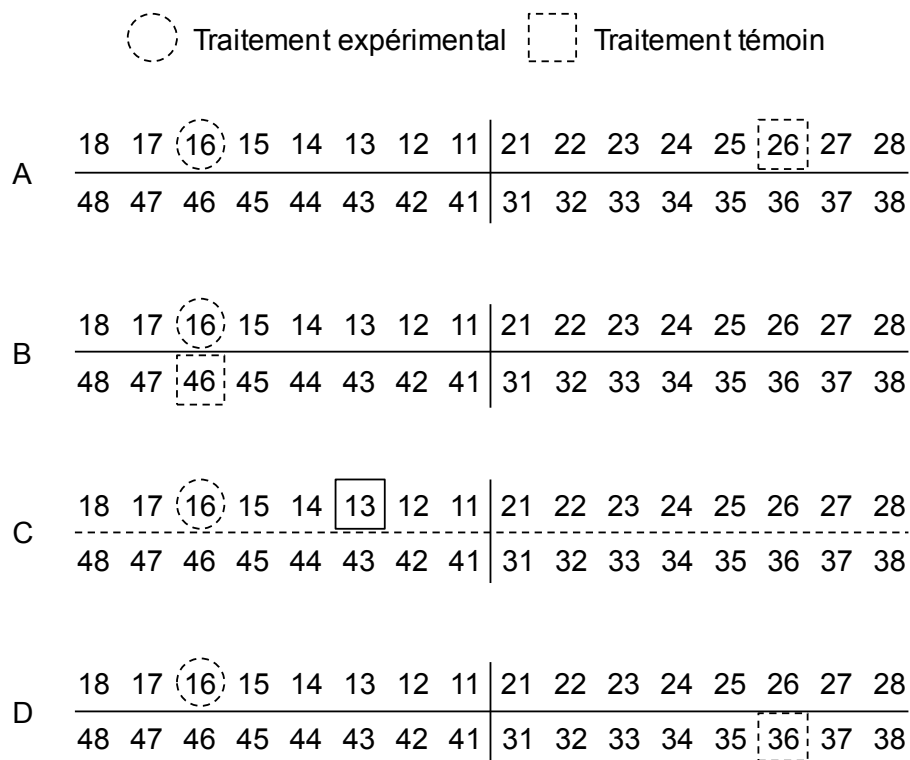 Traitement expérimental Traitement témoin
18 17 16 15 14 13 12 11 21 22 23 24 25 26 27 28
A
48 47 46 45 44 43 42 41 31 32 33 34 35 36 37 38
18 17 16 15 14 13 12 11 21 22 23 24 25 26 27 28
B
48 47 46 45 44 43 42 41 31 32 33 34 35 36 37 38
18 17 16 15 14 13 12 11 21 22 23 24 25 26 27 28
C
48 47 46 45 44 43 42 41 31 32 33 34 35 36 37 38
18 17 16 15 14 13 12 11 21 22 23 24 25 26 27 28
D
48 47 46 45 44 43 42 41 31 32 33 34 35 36 37 38